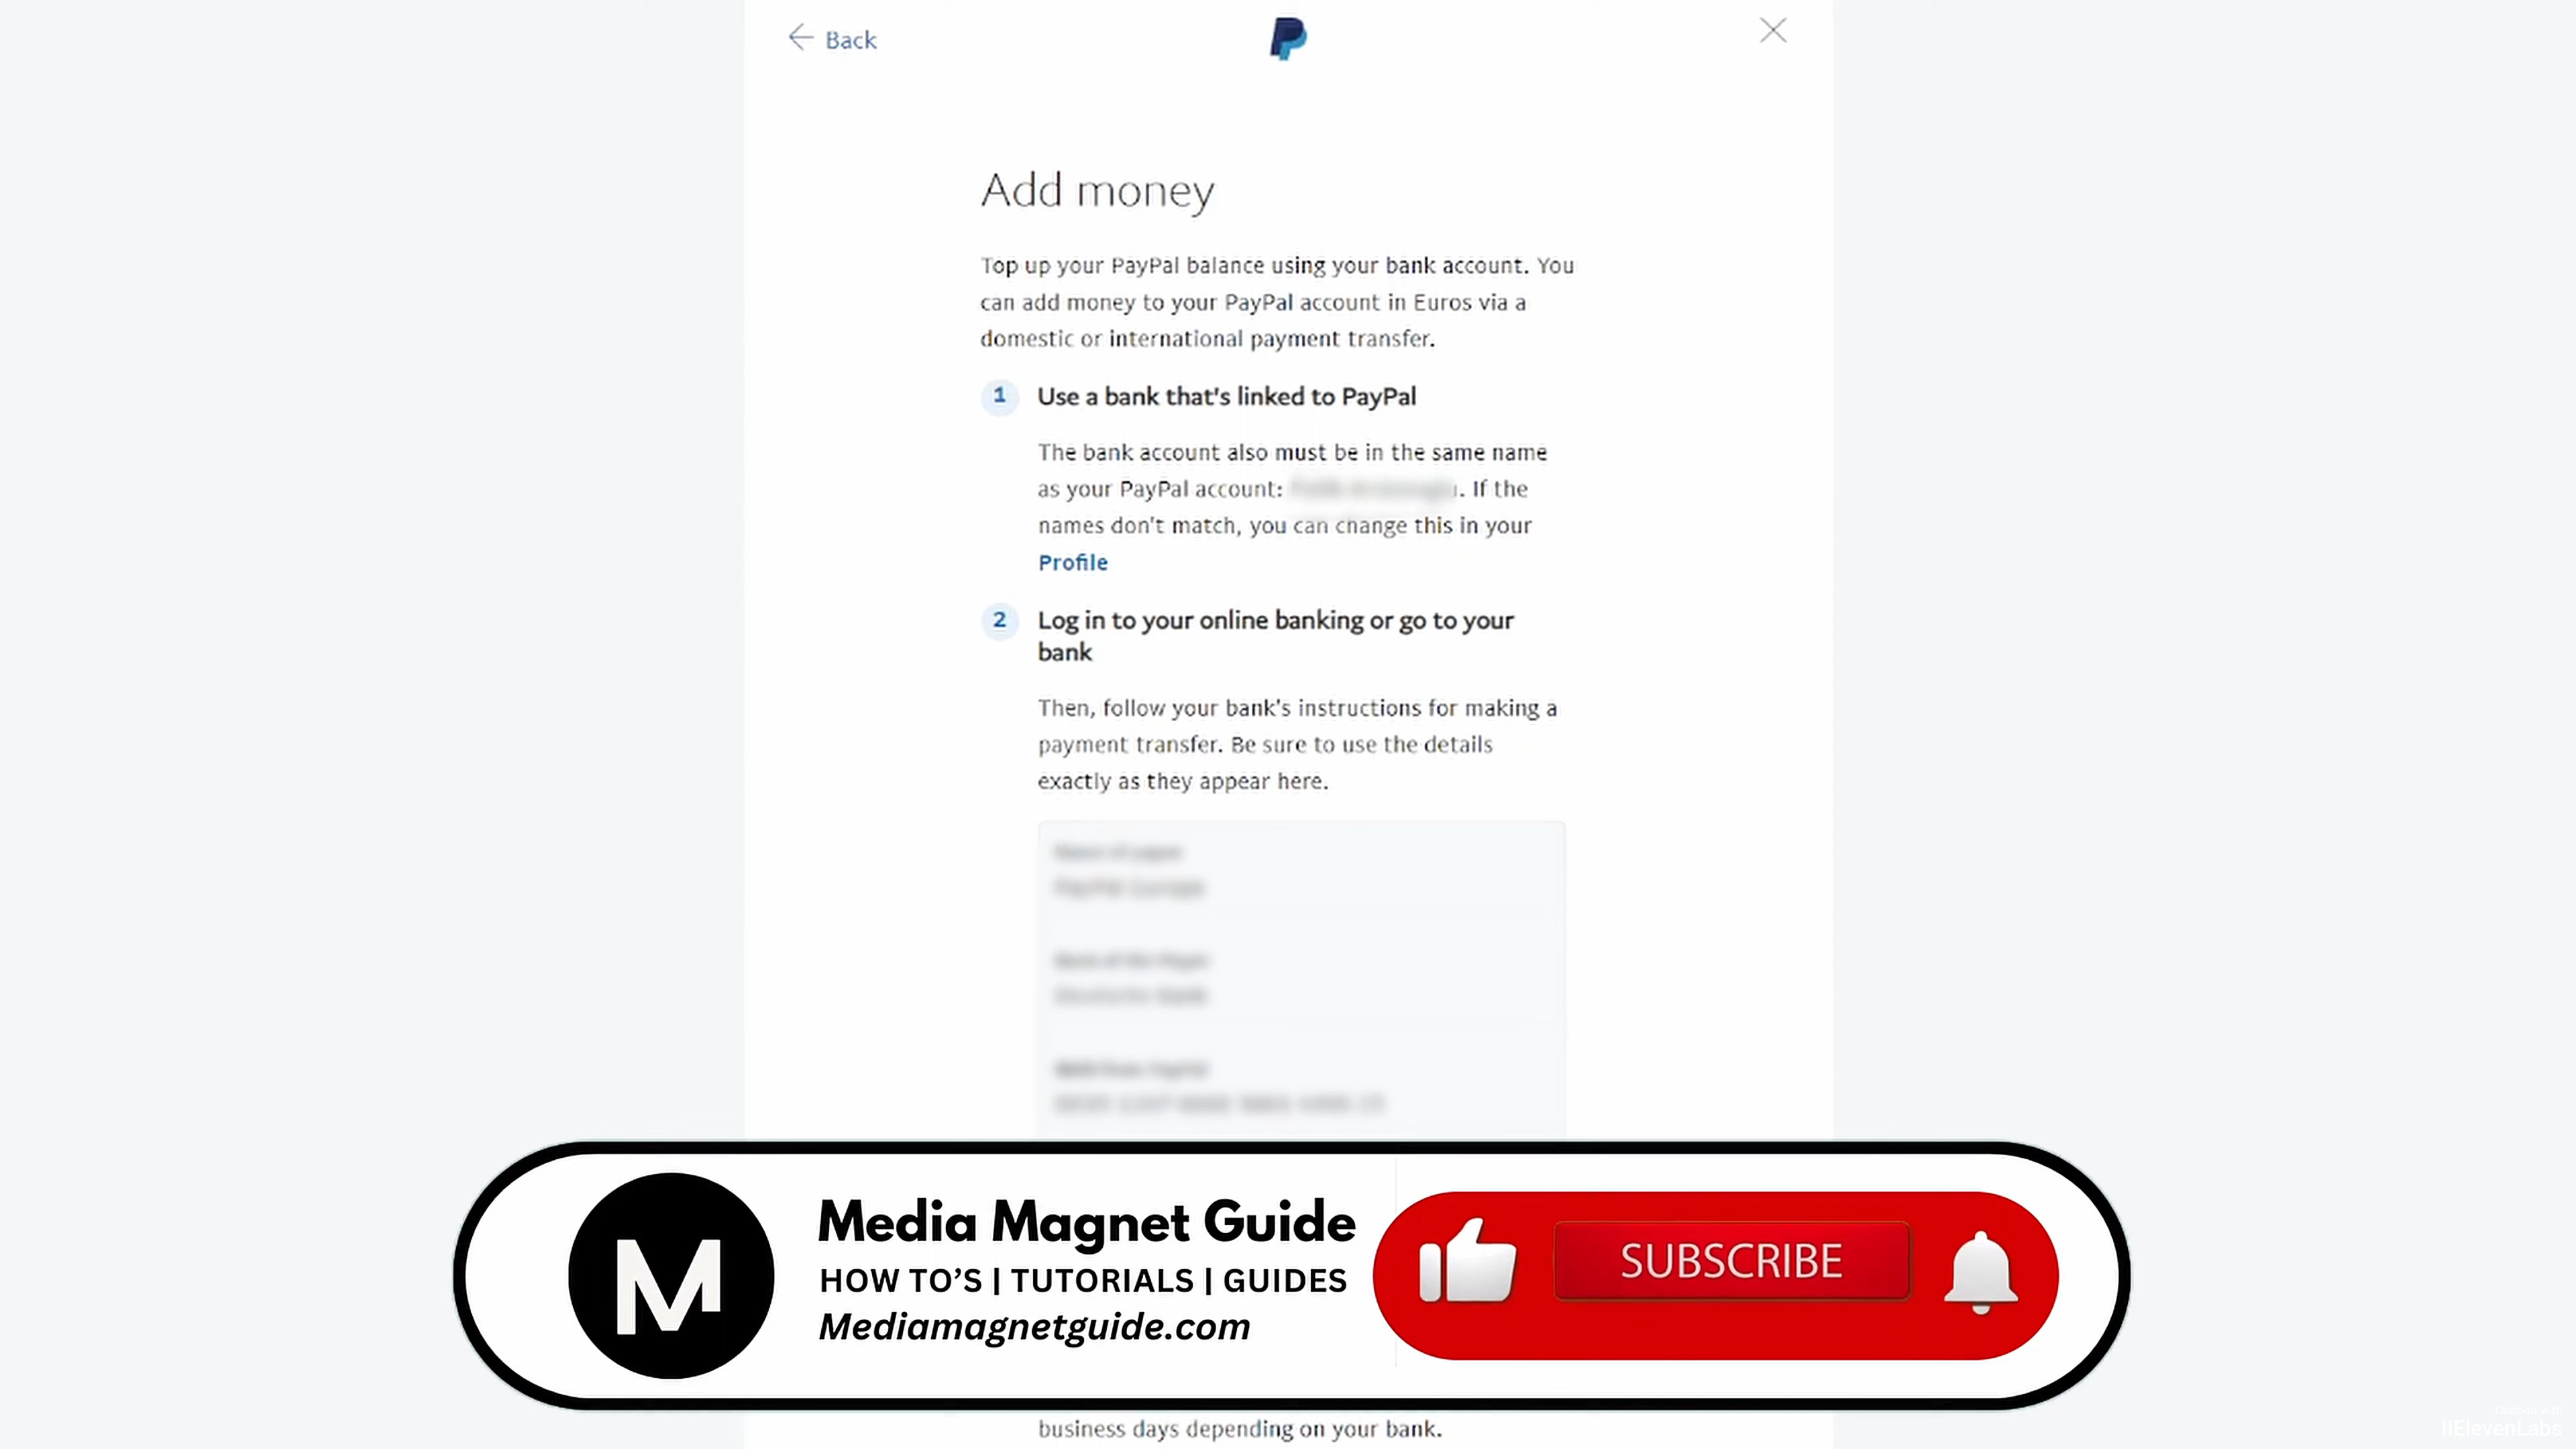 Back
Add money
Top up your PayPal balance using your bank account. You
can add money to your PayPal account in Euros via a
domestic or international payment transfer.
1 Use a bank that's linked to PayPal
The bank account also must be in the same name
as your PayPal account: . If the
names don't match, you can change this in your
Profile
2 Log in to your online banking or go to your
bank
Then, follow your bank's instructions for making a
payment transfer. Be sure to use the details
exactly as they appear here.
M
Media Magnet Guide
HOW TO'S | TUTORIALS | GUIDES
Mediamagnetguide.com
SUBSCRIBE
business days depending on your bank.
IIElevenLabs